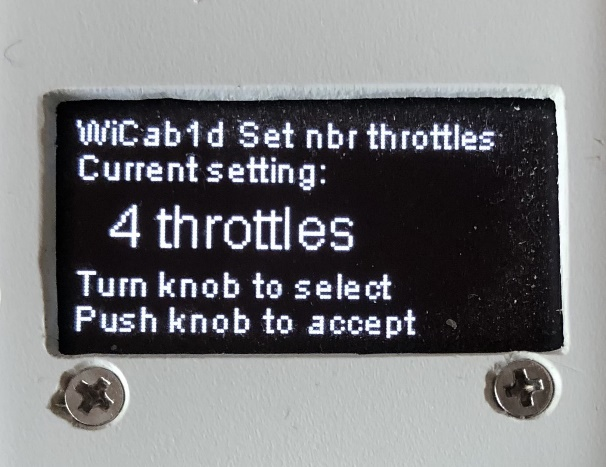 WiCab1d Set nbr throttles
Current setting:
4 throttles
Turn knob to select
Push knob to accept